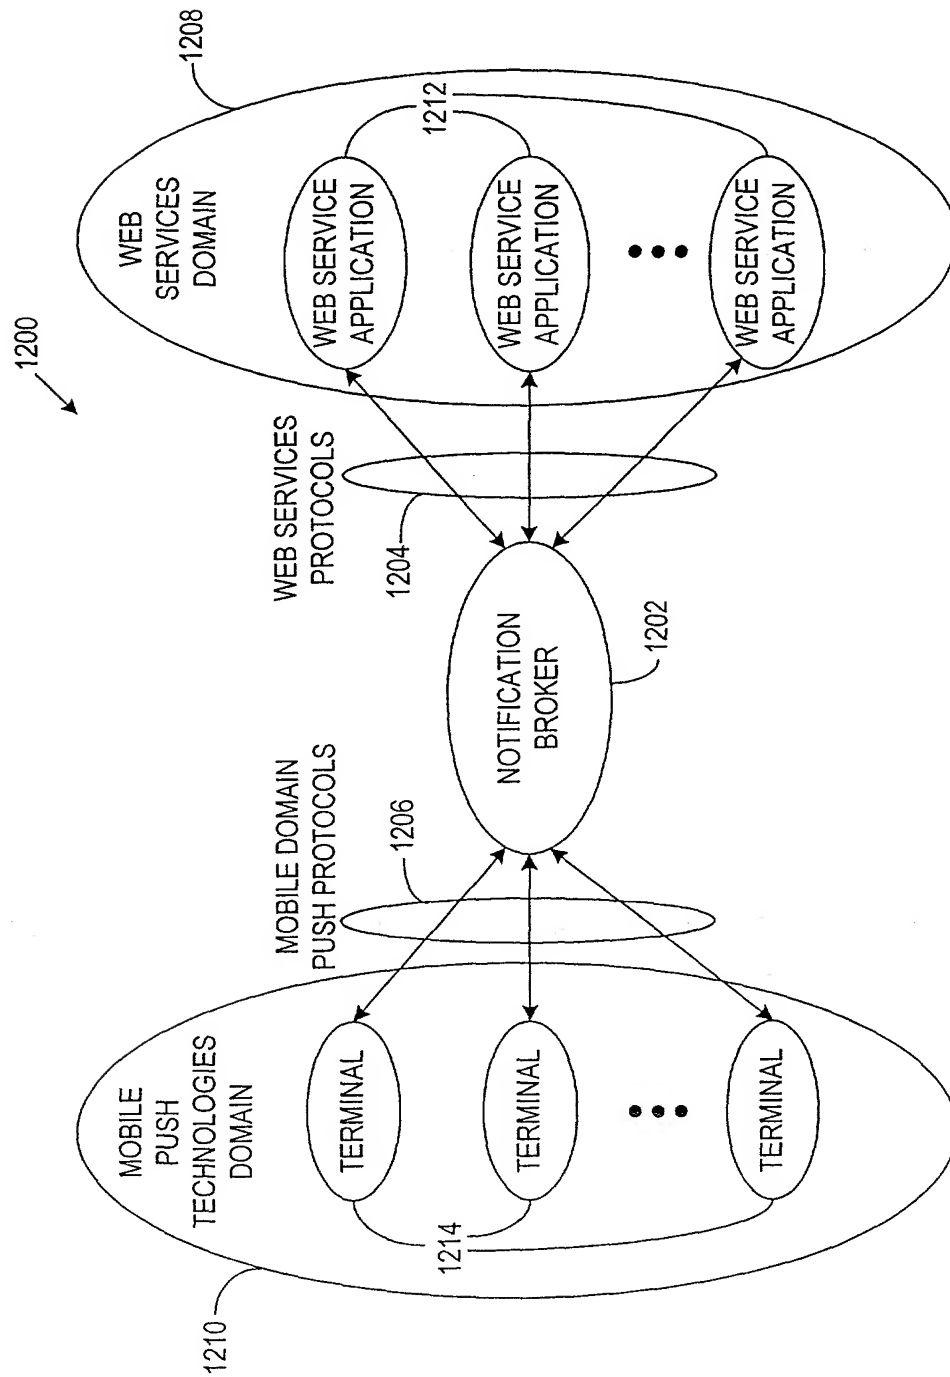 1200
1210
MOBILE
PUSH
TECHNOLOGIES
DOMAIN
TERMINAL
TERMINAL
TERMINAL
1214
MOBILE DOMAIN
PUSH PROTOCOLS
1206
NOTIFICATION
BROKER
1202
WEB SERVICES
PROTOCOLS
1204
WEB
SERVICES
DOMAIN
1208
WEB SERVICE
APPLICATION
WEB SERVICE
APPLICATION
WEB SERVICE
APPLICATION
1212